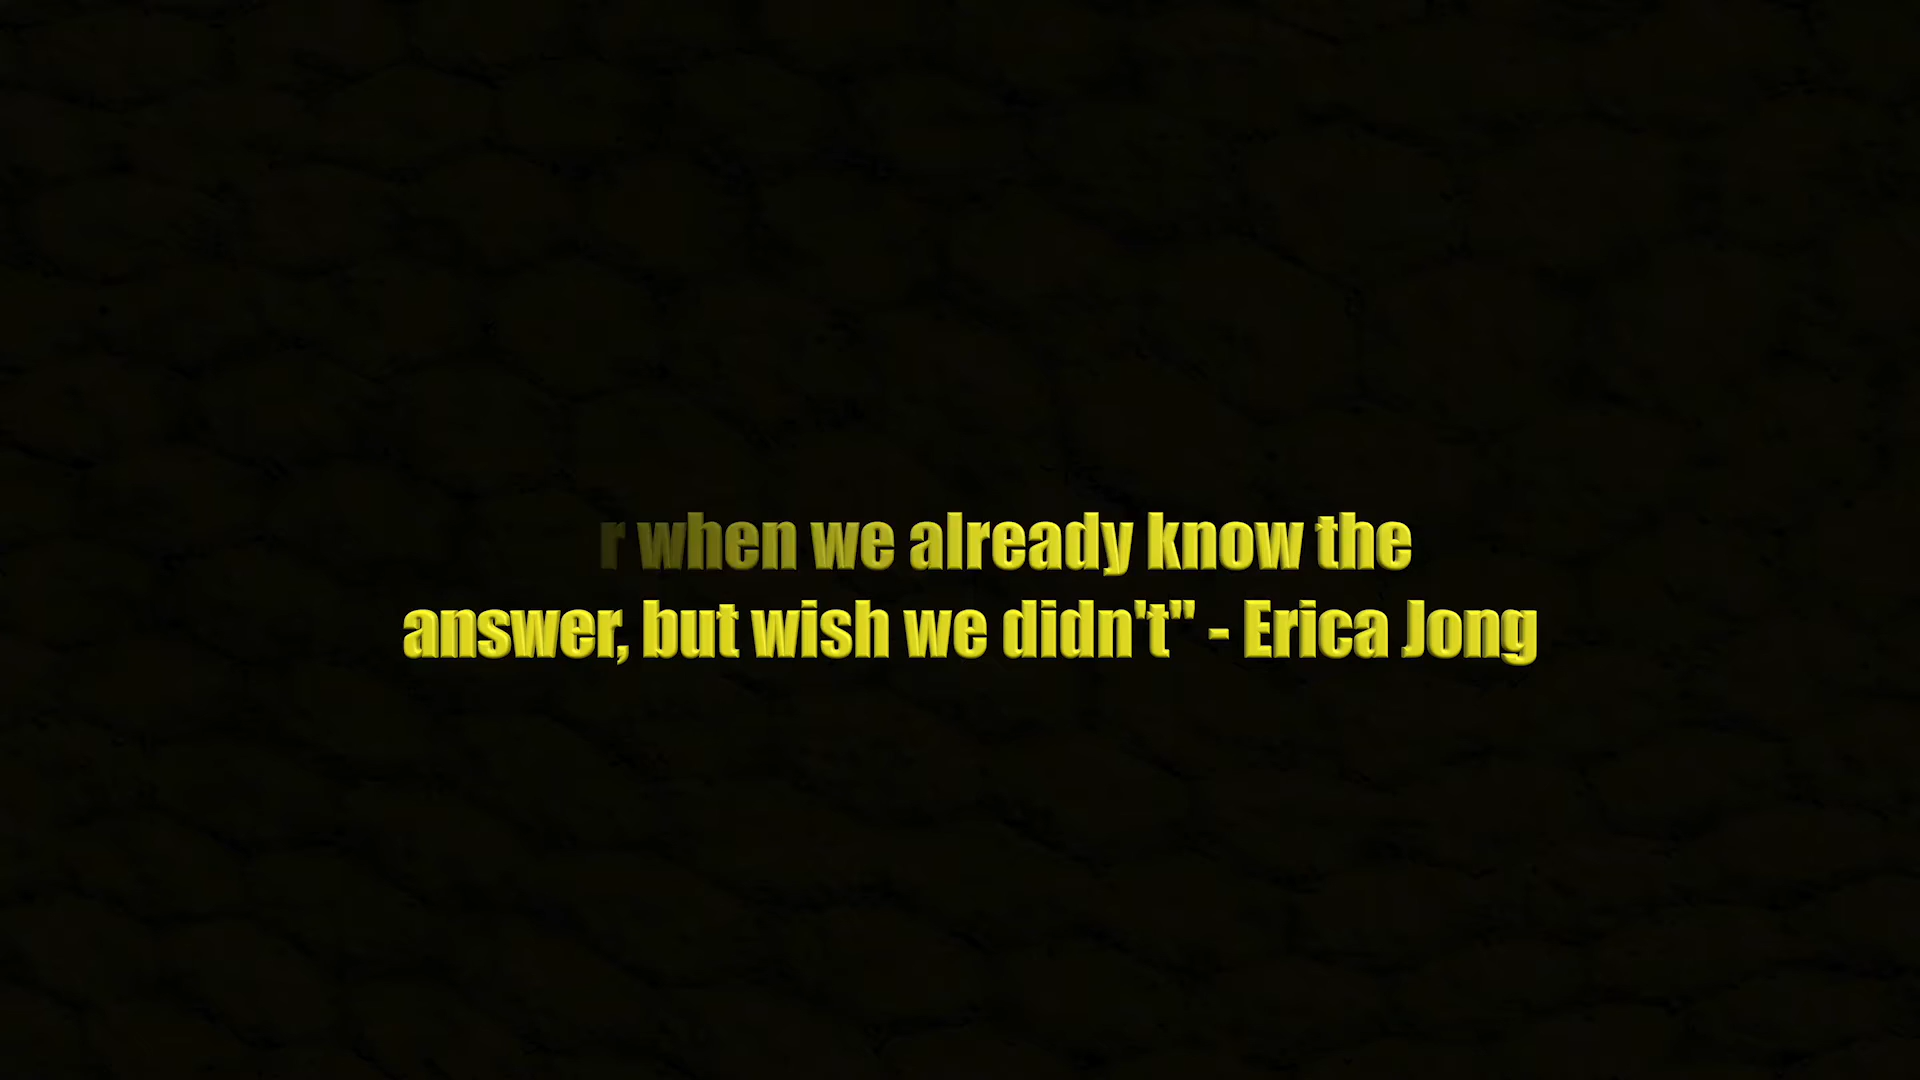 r when we already know the
answer, but wish we didn't" - Erica Jong